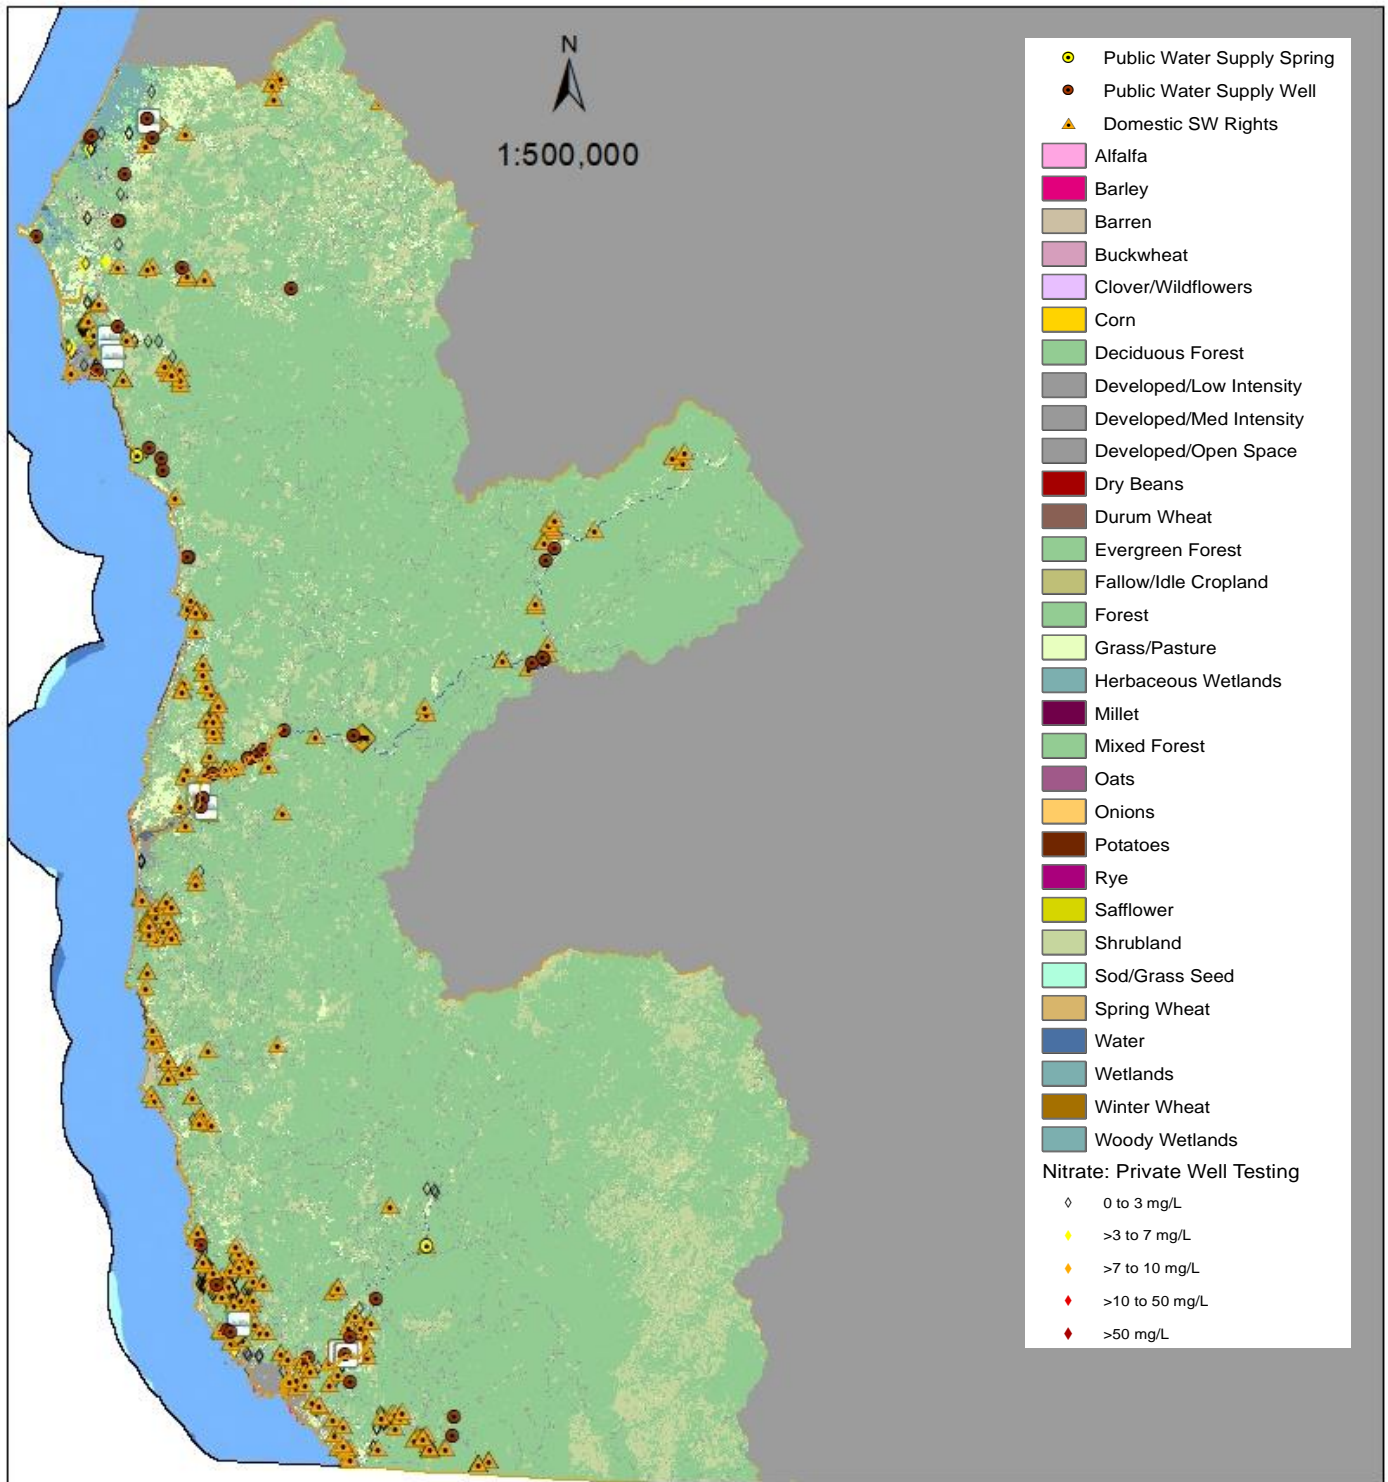 N
1:500,000
Public Water Supply Spring
Public Water Supply Well
Domestic SW Rights
Alfalfa
Barley
Barren
Buckwheat
Clover/Wildflowers
Corn
Deciduous Forest
Developed/Low Intensity
Developed/Med Intensity
Developed/Open Space
Dry Beans
Durum Wheat
Evergreen Forest
Fallow/Idle Cropland
Forest
Grass/Pasture
Herbaceous Wetlands
Millet
Mixed Forest
Oats
Onions
Potatoes
Rye
Safflower
Shrubland
Sod/Grass Seed
Spring Wheat
Water
Wetlands
Winter Wheat
Woody Wetlands
Nitrate: Private Well Testing
0 to 3 mg/L
>3 to 7 mg/L
>7 to 10 mg/L
>10 to 50 mg/L
>50 mg/L